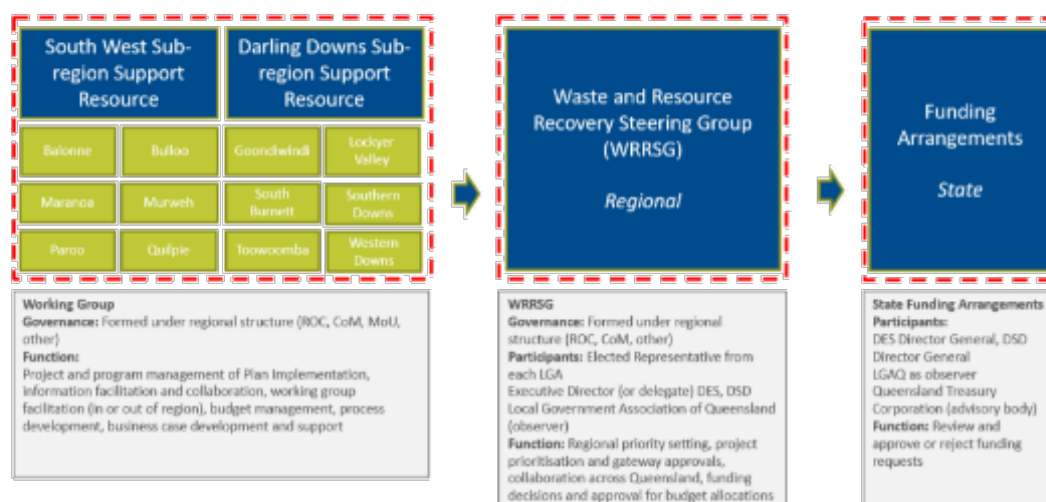 South West Sub-
region Support
Resource
Darling Downs Sub-
region Support
Resource
Balonne
Bulloo
Goondiwindi
Lockyer
Valley
Maranoa
Murweh
South
Burnett
Southern
Downs
Paroo
Quilpie
Toowoomba
Western
Downs
Waste and Resource
Recovery Steering Group
(WRRSG)
Regional
Funding
Arrangements
State
Working Group
Governance: Formed under regional structure (ROC, CoM, MoU,
other)
Function:
Project and program management of Plan Implementation,
information facilitation and collaboration, working group
facilitation (in or out of region), budget management, process
development, business case development and support
WRRSG
Governance: Formed under regional
structure (ROC, CoM, other)
Participants: Elected Representative from
each LGA
Executive Director (or delegate) DES, DSD
Local Government Association of Queensland
(observer)
Function: Regional priority setting, project
prioritisation and gateway approvals,
collaboration across Queensland, funding
decisions and approval for budget allocations
State Funding Arrangements
Participants:
DES Director General, DSD
Director General
LGAQ as observer
Queensland Treasury
Corporation (advisory body)
Function: Review and
approve or reject funding
requests